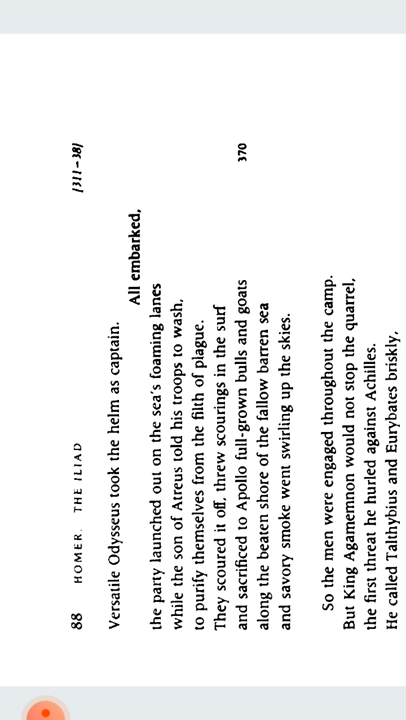 88 HOMER. THE ILIAD [311–38]
Versatile Odysseus took the helm as captain.
All embarked,
the party launched out on the sea's foaming lanes
while the son of Atreus told his troops to wash,
to purify themselves from the filth of plague.
They scoured it off, threw scourings in the surf
and sacrificed to Apollo full-grown bulls and goats 370
along the beaten shore of the fallow barren sea
and savory smoke went swirling up the skies.
So the men were engaged throughout the camp.
But King Agamemnon would not stop the quarrel,
the first threat he hurled against Achilles.
He called Talthybius and Eurybates briskly,